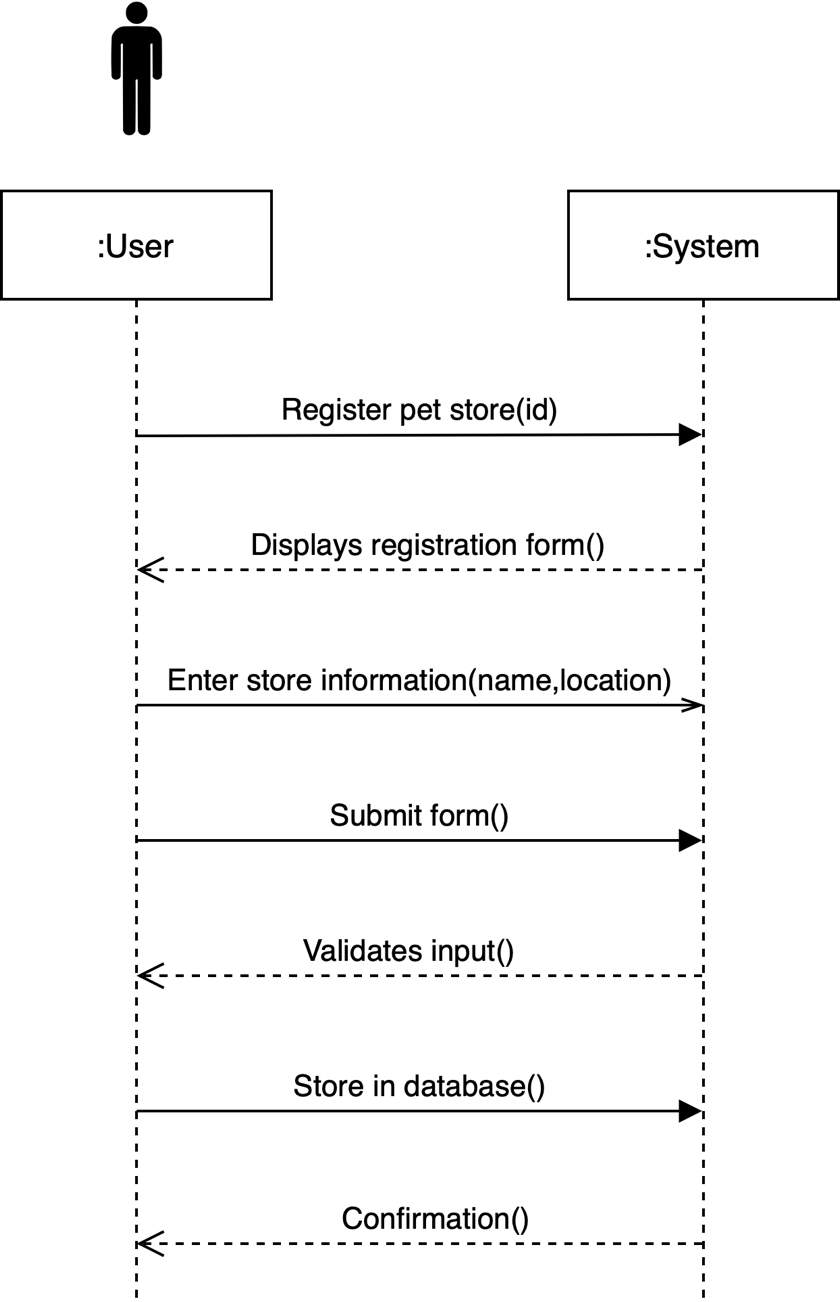 :User
:System
Register pet store(id)
Displays registration form()
Enter store information(name,location)
Submit form()
Validates input()
Store in database()
Confirmation()